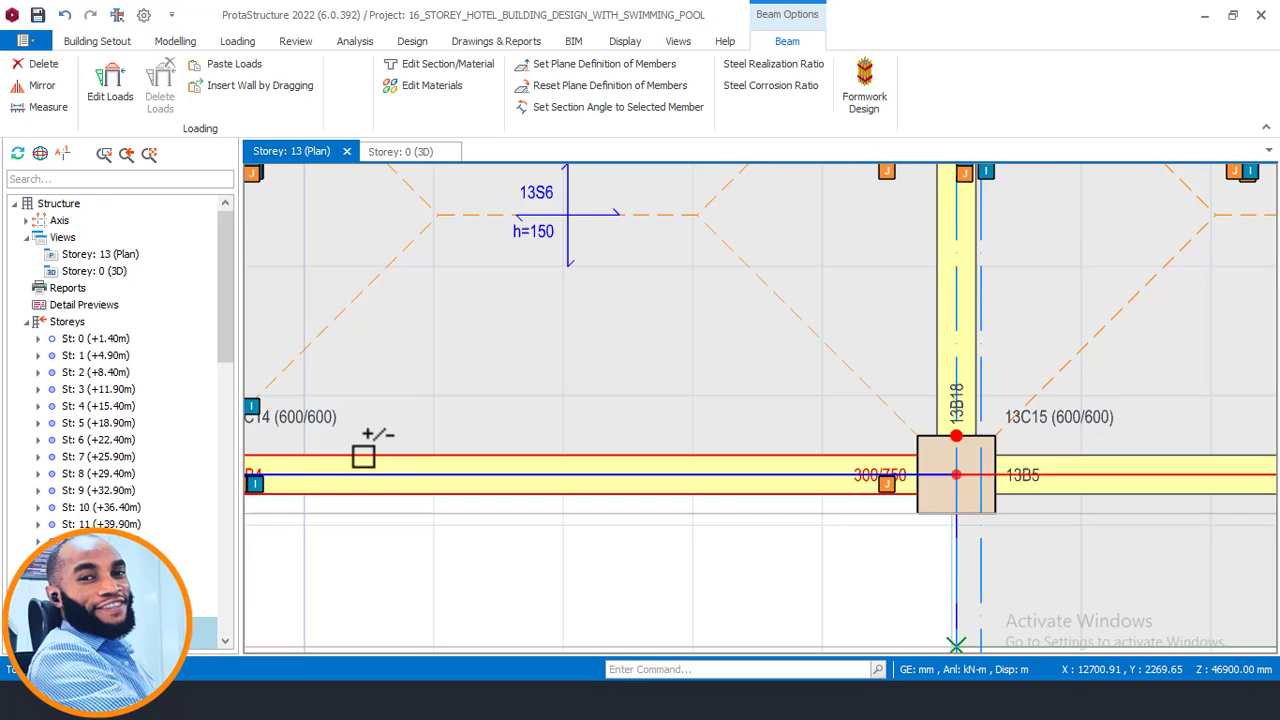 ProtaStructure 2022 (6.0.392) / Project: 16_STOREY_HOTEL_BUILDING_DESIGN_WITH_SWIMMING_POOL
Beam Options
Building Setout Modelling Loading Review Analysis Design Drawings & Reports BIM Display Views Help Beam
Delete
Mirror
Measure
Edit Loads
Delete Loads
Paste Loads
Insert Wall by Dragging
Loading
Edit Section/Material
Edit Materials
Set Plane Definition of Members
Reset Plane Definition of Members
Set Section Angle to Selected Member
Steel Realization Ratio
Steel Corrosion Ratio
Formwork Design
Storey: 13 (Plan)
Storey: 0 (3D)
Search...
Structure
Axis
Views
Storey: 13 (Plan)
Storey: 0 (3D)
Reports
Detail Previews
Storeys
St: 0 (+1.40m)
St: 1 (+4.90m)
St: 2 (+8.40m)
St: 3 (+11.90m)
St: 4 (+15.40m)
St: 5 (+18.90m)
St: 6 (+22.40m)
St: 7 (+25.90m)
St: 8 (+29.40m)
St: 9 (+32.90m)
St: 10 (+36.40m)
St: 11 (+39.90m)
J
J
J
I
J
I
13S6
h=150
I
C14 (600/600)
13B18
13C15 (600/600)
+/-
I
300/750
J
13B5
Activate Windows
Go to Settings to activate Windows.
Enter Command...
GE: mm , Anl: kN-m , Disp: m
X : 12700.91 , Y : 2269.65
Z : 46900.00 mm